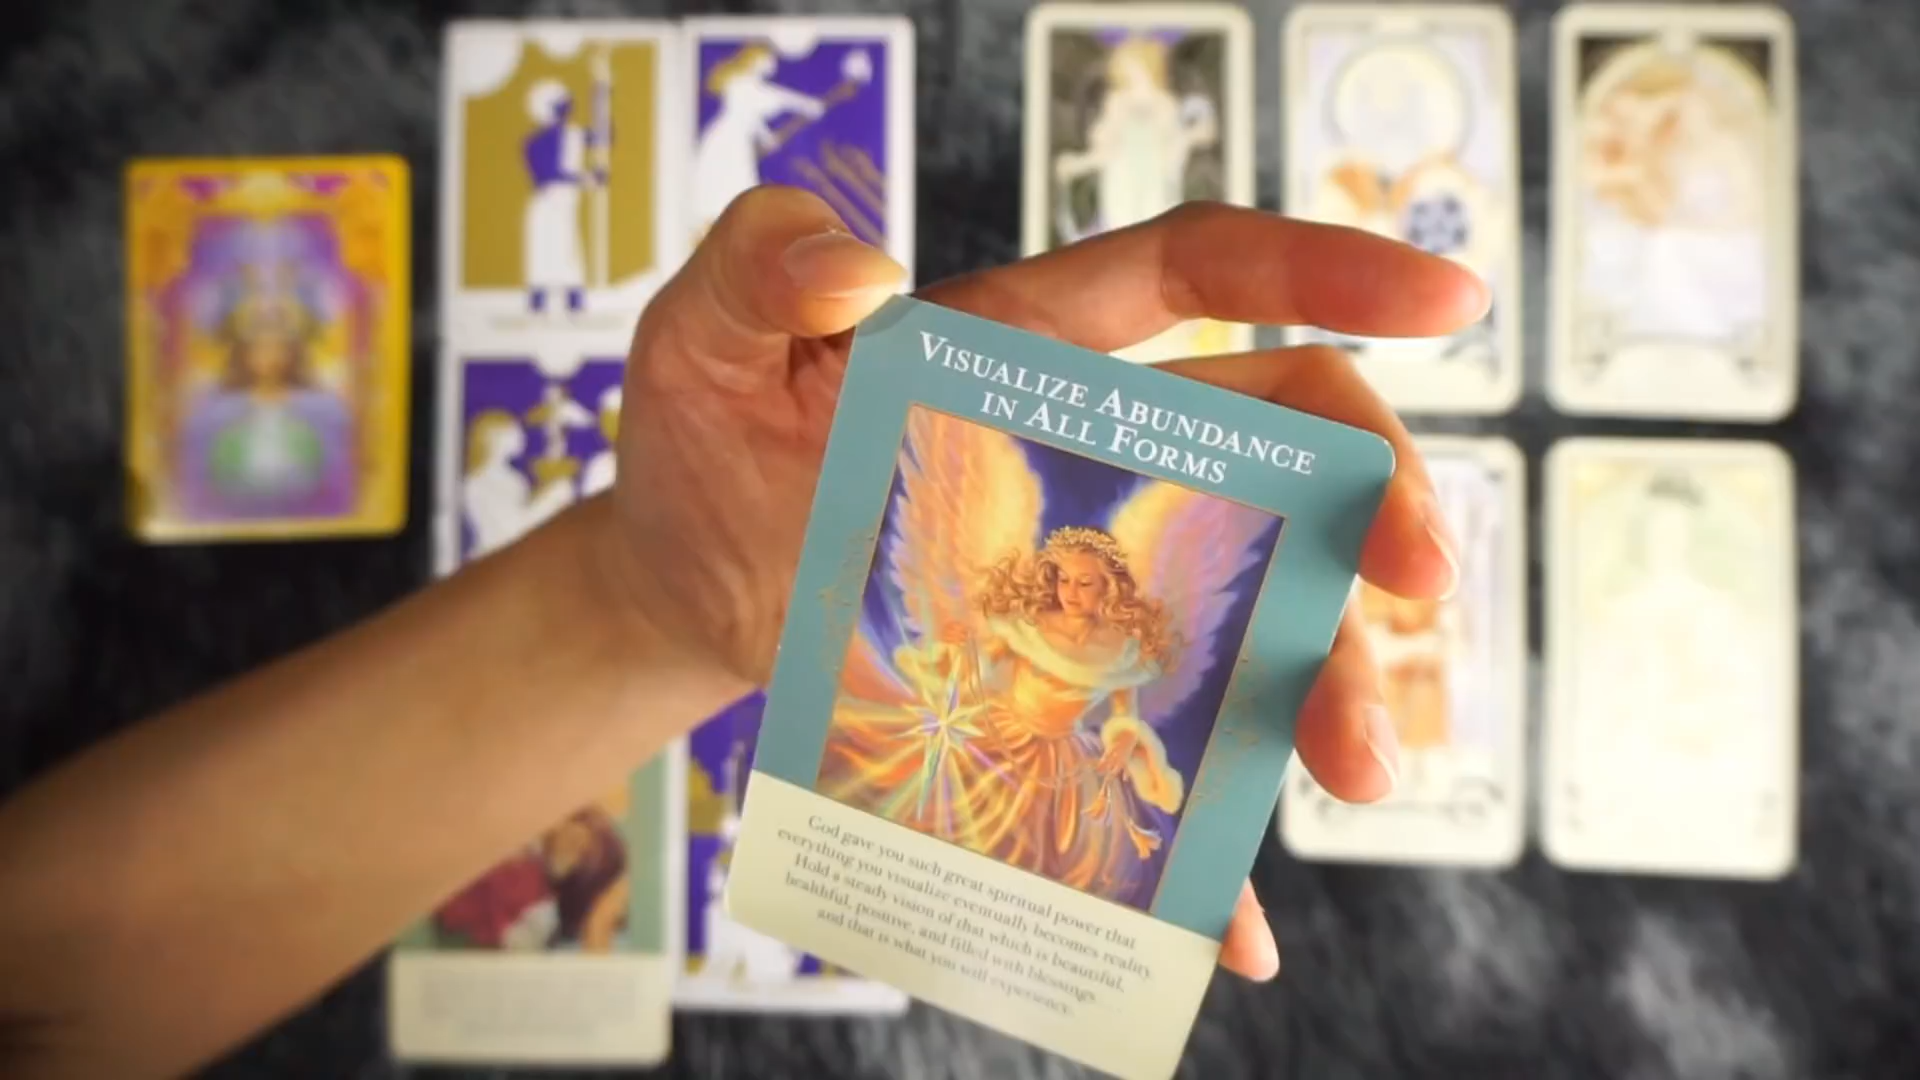 VISUALIZE ABUNDANCE
IN ALL FORMS
God gave you such great spiritual power that
everything you visualize eventually becomes reality.
Hold a steady vision of that which is beautiful,
healthful, positive, and filled with blessings
and that is what you will experience.